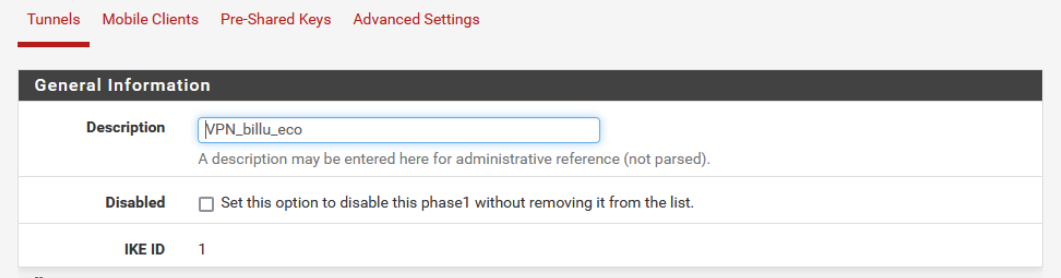 Tunnels Mobile Clients Pre-Shared Keys Advanced Settings
General Information
Description VPN_billu_eco
A description may be entered here for administrative reference (not parsed).
Disabled Set this option to disable this phase1 without removing it from the list.
IKE ID 1